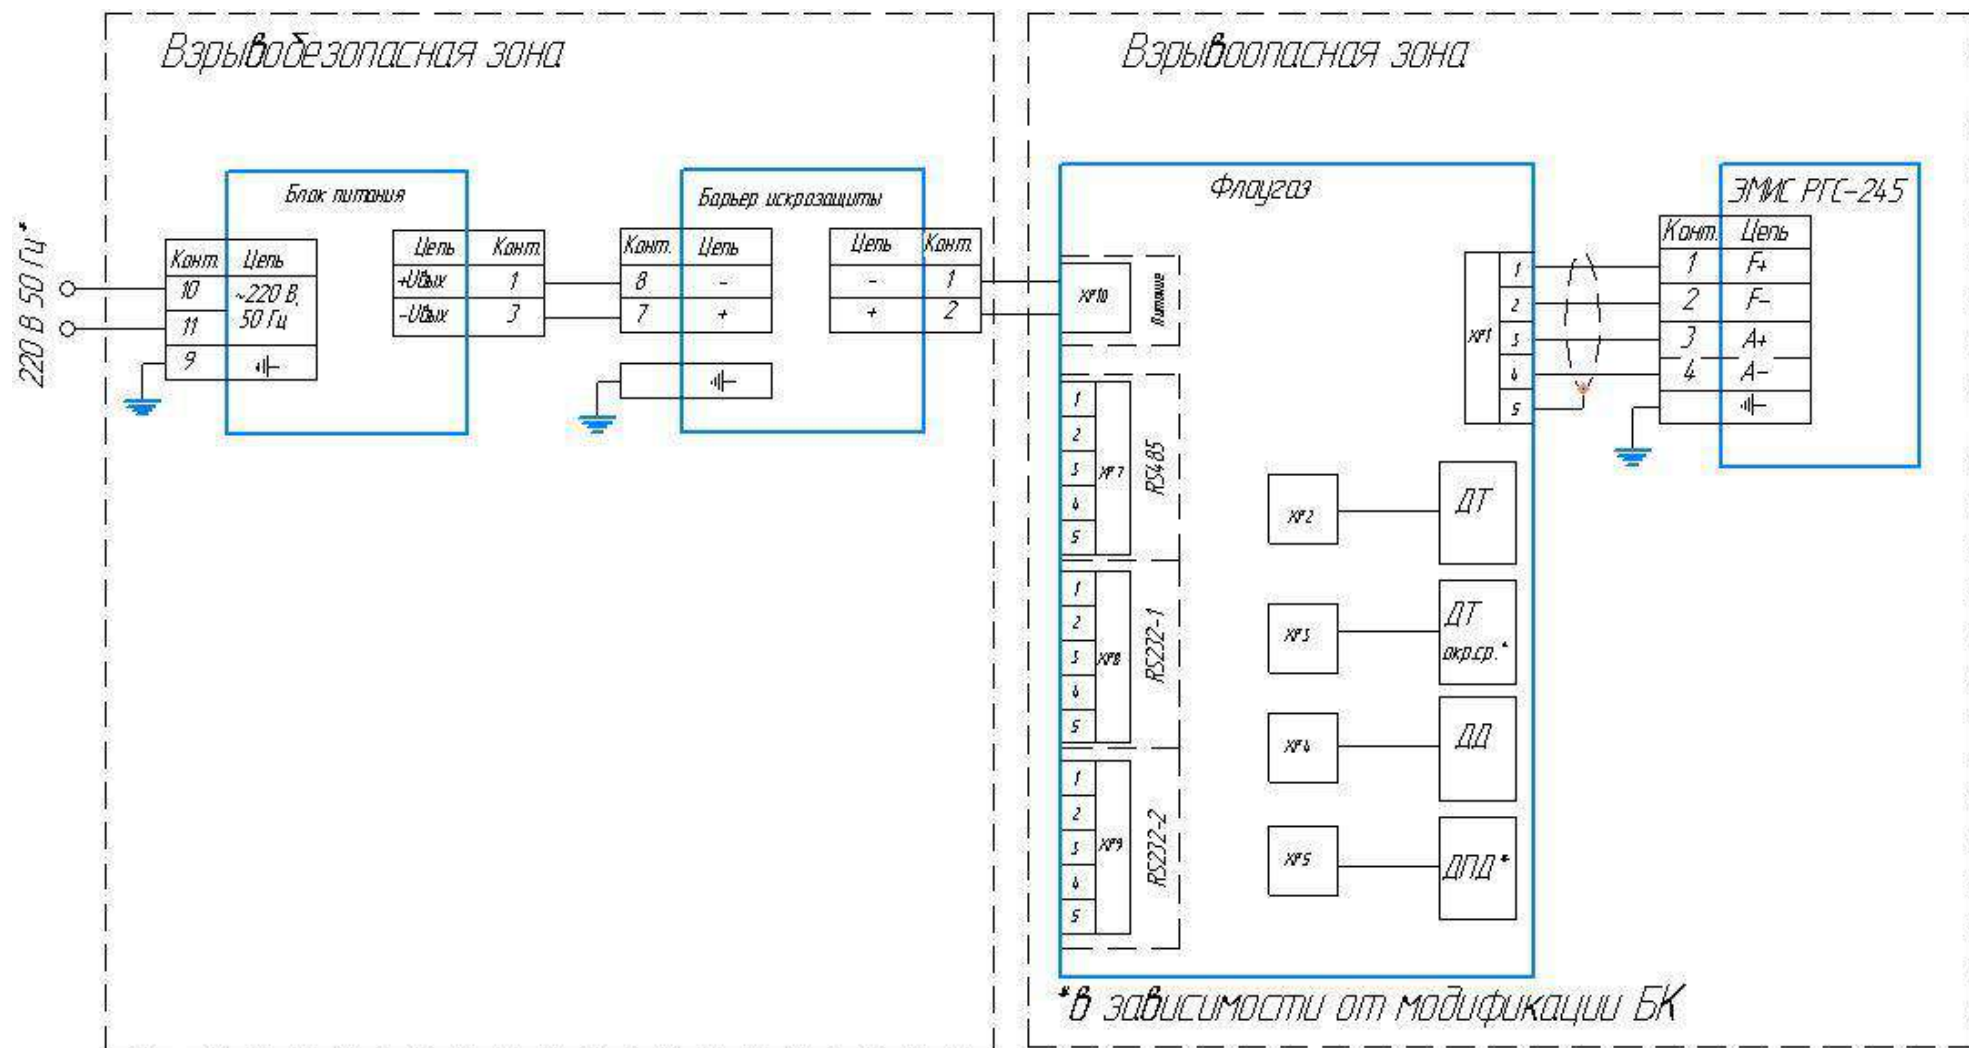 Взрывобезопасная зона
Взрывоопасная зона
220 В 50 Гц*
Блок питания
Конт. Цепь
10 ~220 В,
11 50 Гц
9
Цепь Конт.
+Uвых 1
-Uвых 3
Барьер искрозащиты
Конт. Цепь
8 -
7 +
Цепь Конт.
- 1
+ 2
Флоугаз
XP10 Питание
1
2
3
4
5
XP7
RS485
1
2
3
4
5
XP8
RS232-1
1
2
3
4
5
XP9
RS232-2
XP1
1
2
3
4
5
XP2 ДТ
XP3 ДТ
окр.ср.*
XP4 ДД
XP5 ДПД*
ЭМИС РГС-245
Конт. Цепь
1 F+
2 F-
3 A+
4 A-
*в зависимости от модификации БК